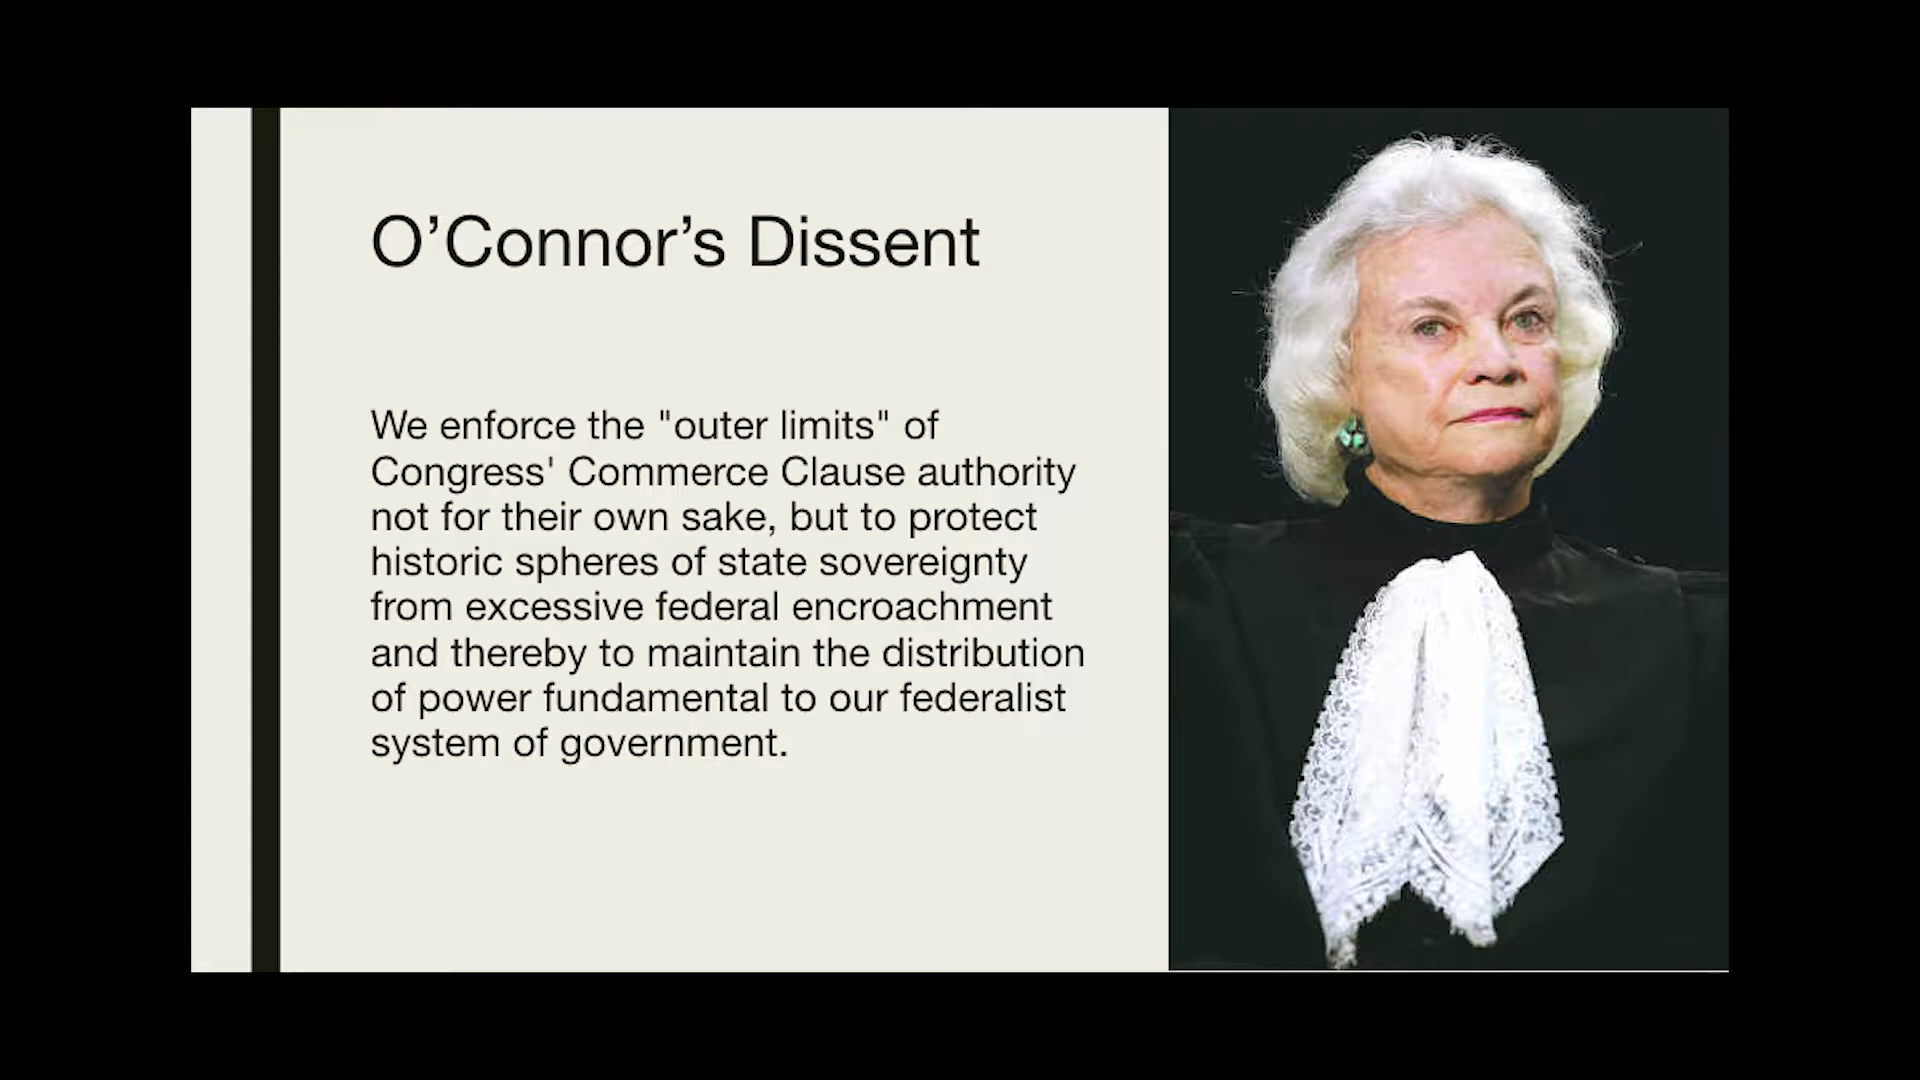 O’Connor’s Dissent
We enforce the "outer limits" of
Congress' Commerce Clause authority
not for their own sake, but to protect
historic spheres of state sovereignty
from excessive federal encroachment
and thereby to maintain the distribution
of power fundamental to our federalist
system of government.